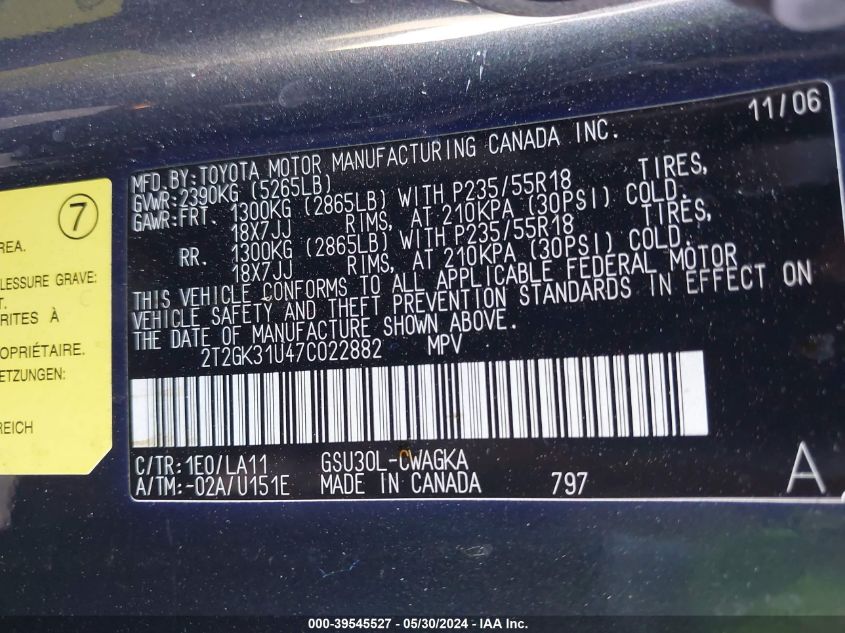 11/06
MFD.BY:TOYOTA MOTOR MANUFACTURING CANADA INC.
GVWR:2390KG (5265LB)
GAWR:FRT. 1300KG (2865LB) WITH P235/55R18 TIRES,
18X7JJ RIMS, AT 210KPA (30PSI) COLD.
RR. 1300KG (2865LB) WITH P235/55R18 TIRES,
18X7JJ RIMS, AT 210KPA (30PSI) COLD.
THIS VEHICLE CONFORMS TO ALL APPLICABLE FEDERAL MOTOR
VEHICLE SAFETY AND THEFT PREVENTION STANDARDS IN EFFECT ON
THE DATE OF MANUFACTURE SHOWN ABOVE.
2T2GK31U47C022882 MPV
C/TR:1E0/LA11 GSU30L-CWAGKA
A/TM:-02A/U151E MADE IN CANADA 797
A
7
REA.
LESSURE GRAVE:
T.
RITES À
OPRIÉTAIRE.
ETZUNGEN:
REICH
000-39545527 - 05/30/2024 - IAA Inc.